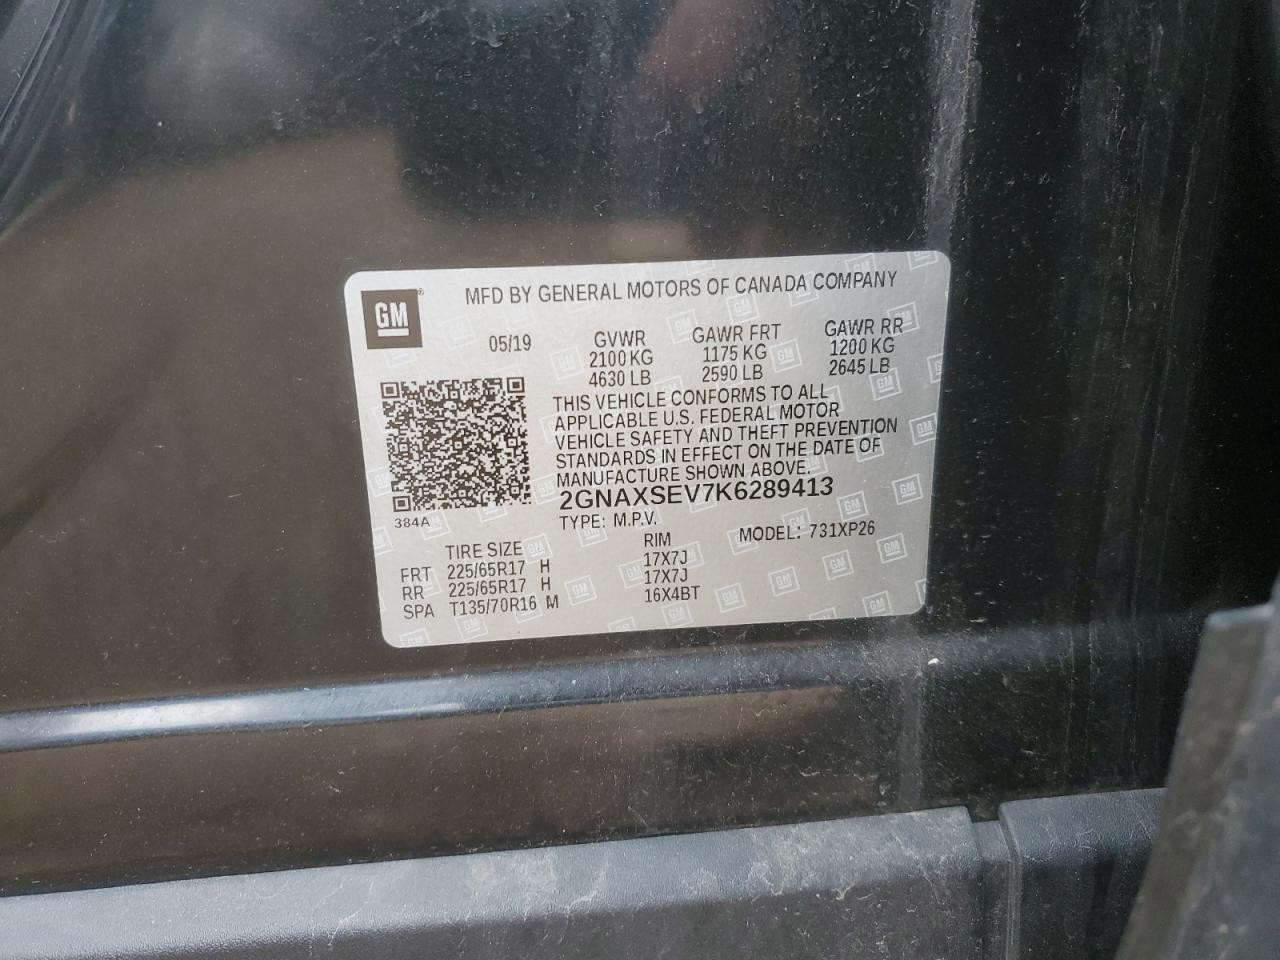 GM®
MFD BY GENERAL MOTORS OF CANADA COMPANY
05/19 GVWR GAWR FRT GAWR RR
2100 KG 1175 KG 1200 KG
4630 LB 2590 LB 2645 LB
THIS VEHICLE CONFORMS TO ALL
APPLICABLE U.S. FEDERAL MOTOR
VEHICLE SAFETY AND THEFT PREVENTION
STANDARDS IN EFFECT ON THE DATE OF
MANUFACTURE SHOWN ABOVE.
2GNAXSEV7K6289413
384A
TYPE: M.P.V. MODEL: 731XP26
TIRE SIZE RIM
FRT 225/65R17 H 17X7J
RR 225/65R17 H 17X7J
SPA T135/70R16 M 16X4BT